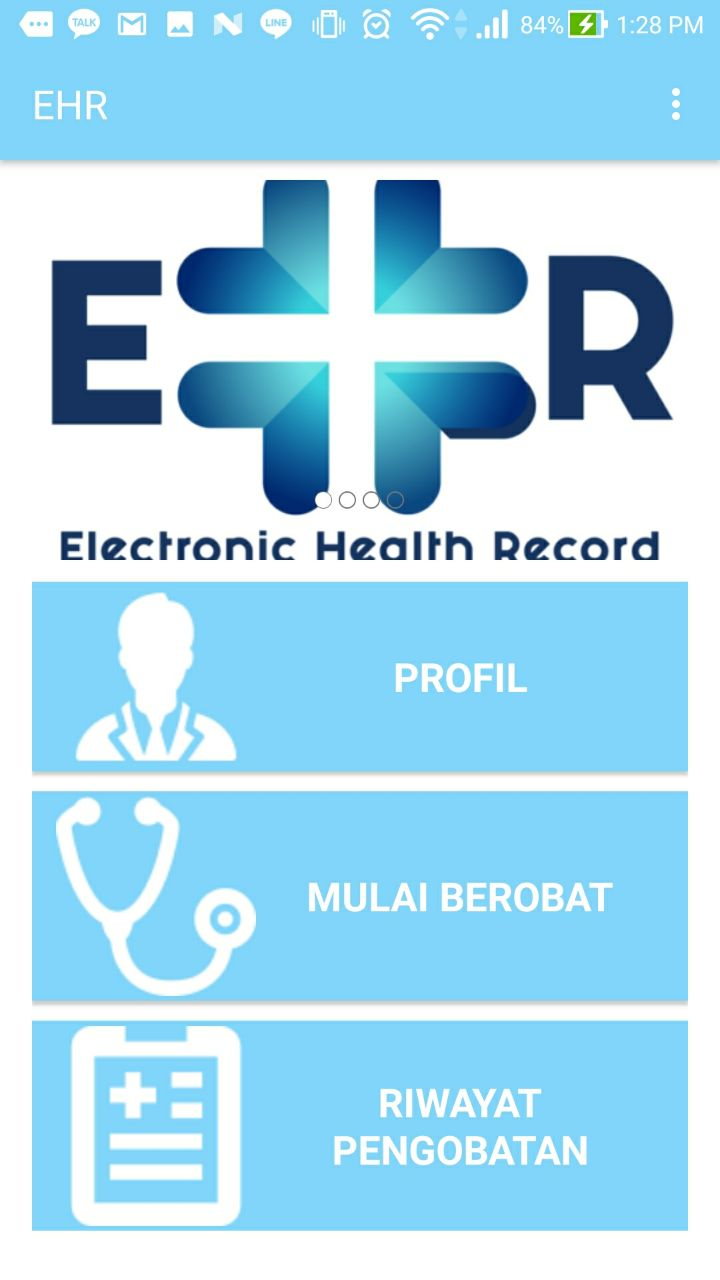 TALK
LINE
84%
1:28 PM
EHR
E R
Electronic Health Record
PROFIL
MULAI BEROBAT
RIWAYAT
PENGOBATAN